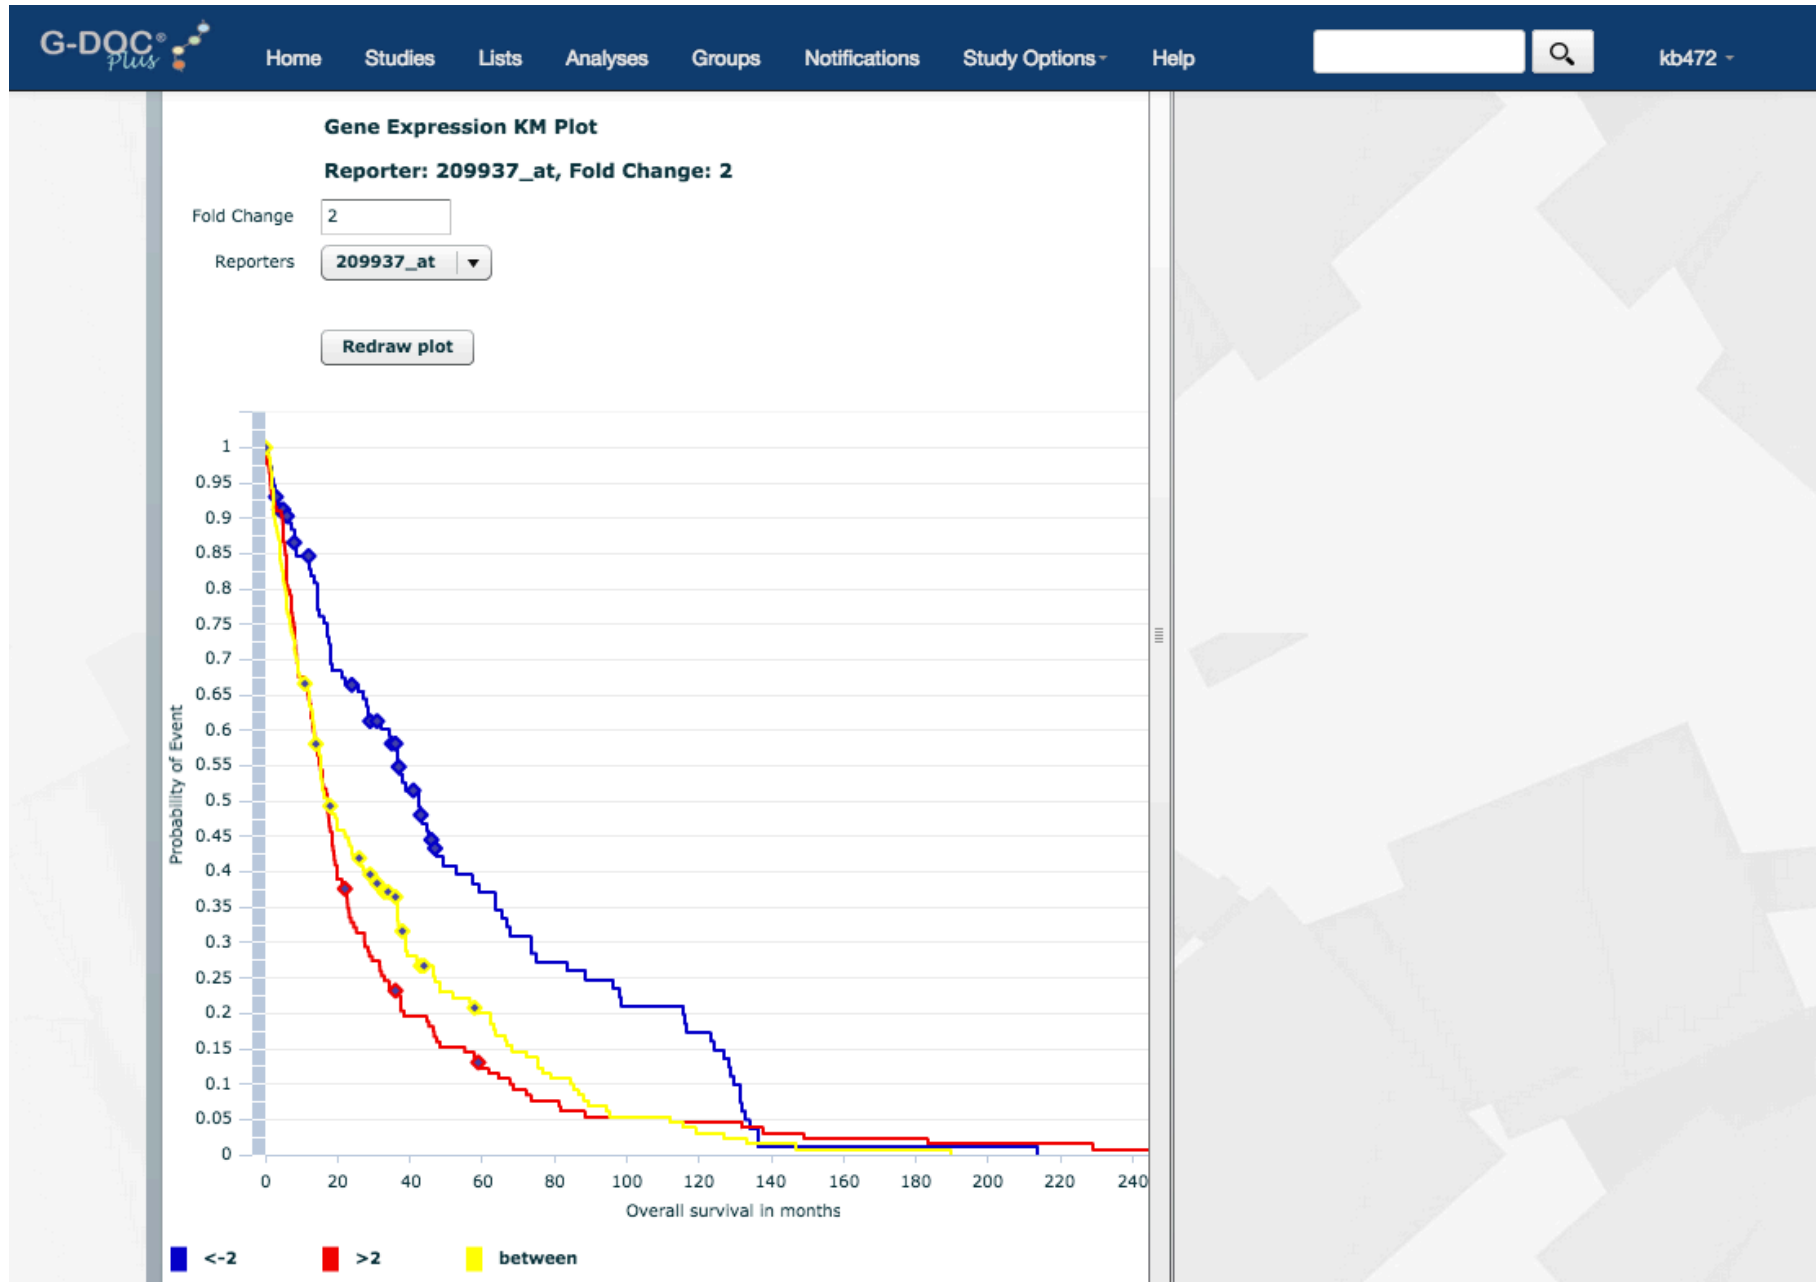 G-DOC® Plus Home Studies Lists Analyses Groups Notifications Study Options Help kb472
Gene Expression KM Plot
Reporter: 209937_at, Fold Change: 2
Fold Change 2
Reporters 209937_at
Redraw plot
1
0.95
0.9
0.85
0.8
0.75
0.7
0.65
0.6
0.55
0.5
0.45
0.4
0.35
0.3
0.25
0.2
0.15
0.1
0.05
0
Probability of Event
0 20 40 60 80 100 120 140 160 180 200 220 240
Overall survival in months
<-2 >2 between